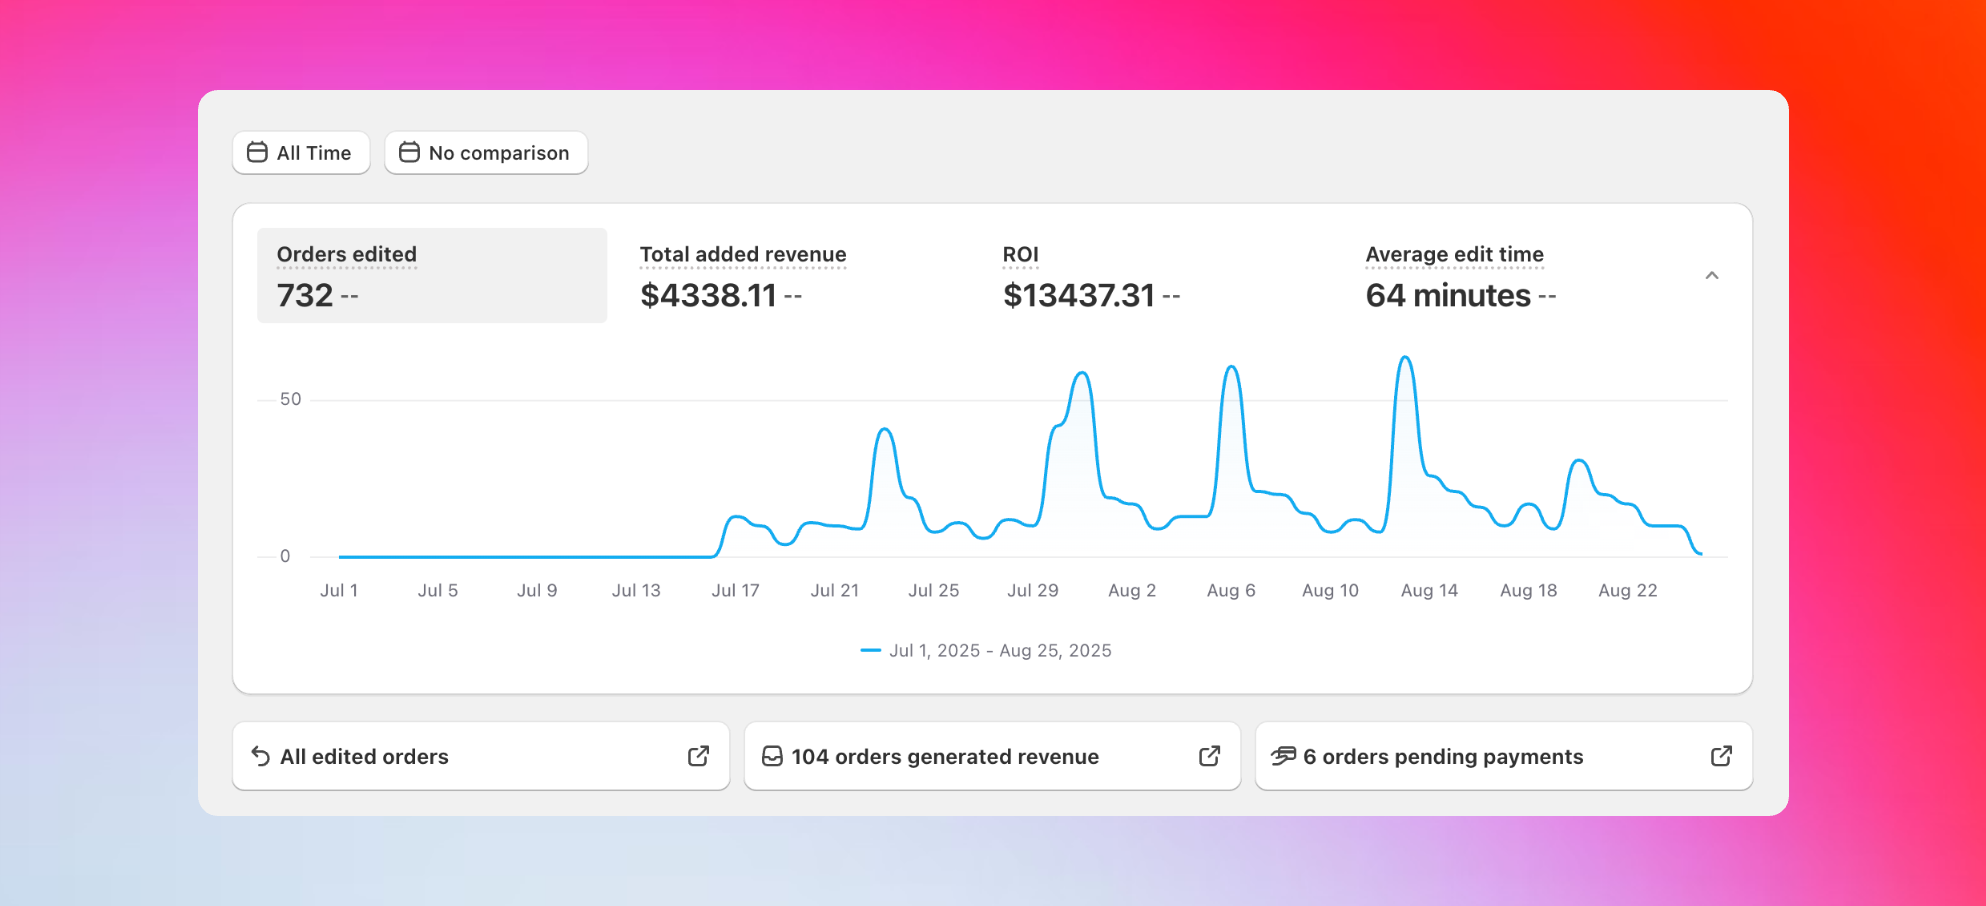 All Time
No comparison
Orders edited
732 --
Total added revenue
$4338.11 --
ROI
$13437.31 --
Average edit time
64 minutes --
50
0
Jul 1 Jul 5 Jul 9 Jul 13 Jul 17 Jul 21 Jul 25 Jul 29 Aug 2 Aug 6 Aug 10 Aug 14 Aug 18 Aug 22
Jul 1, 2025 - Aug 25, 2025
All edited orders
104 orders generated revenue
6 orders pending payments